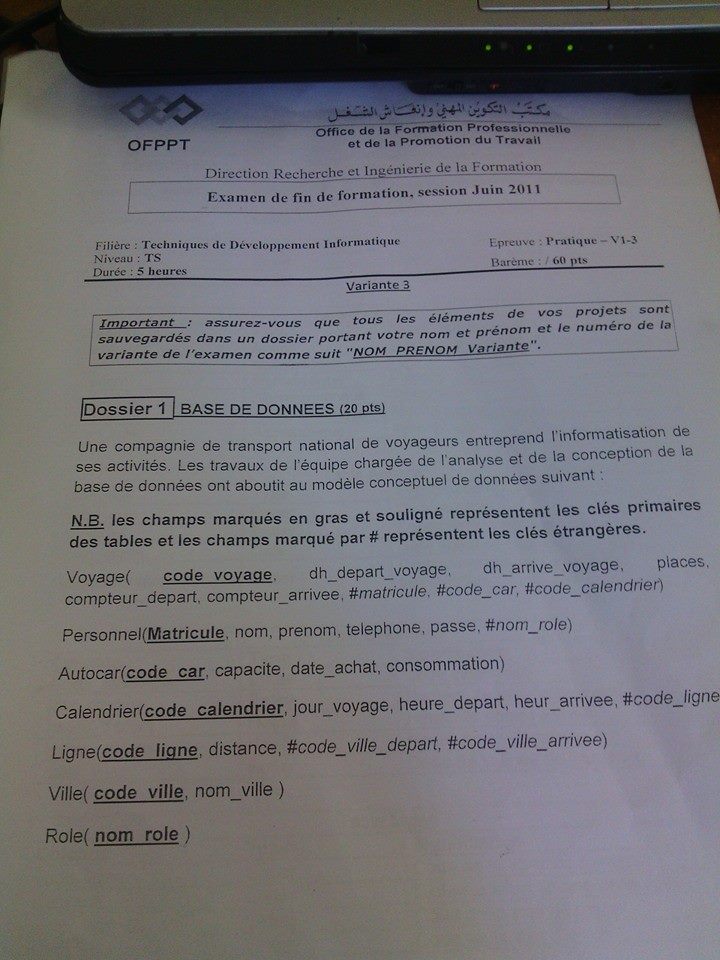 مكتب التكوين المهني وإنعاش الشغل
OFPPT
Office de la Formation Professionnelle
et de la Promotion du Travail
Direction Recherche et Ingénierie de la Formation
Examen de fin de formation, session Juin 2011
Filière : Techniques de Développement Informatique Epreuve : Pratique – V1-3
Niveau : TS
Durée : 5 heures Barème : / 60 pts
Variante 3
Important : assurez-vous que tous les éléments de vos projets sont
sauvegardés dans un dossier portant votre nom et prénom et le numéro de la
variante de l'examen comme suit "NOM_PRENOM_Variante".
Dossier 1 BASE DE DONNEES (20 pts)
Une compagnie de transport national de voyageurs entreprend l'informatisation de
ses activités. Les travaux de l'équipe chargée de l'analyse et de la conception de la
base de données ont aboutit au modèle conceptuel de données suivant :
N.B. les champs marqués en gras et souligné représentent les clés primaires
des tables et les champs marqué par # représentent les clés étrangères.
Voyage( code_voyage, dh_depart_voyage, dh_arrive_voyage, places,
compteur_depart, compteur_arrivee, #matricule, #code_car, #code_calendrier)
Personnel(Matricule, nom, prenom, telephone, passe, #nom_role)
Autocar(code_car, capacite, date_achat, consommation)
Calendrier(code_calendrier, jour_voyage, heure_depart, heur_arrivee, #code_ligne
Ligne(code_ligne, distance, #code_ville_depart, #code_ville_arrivee)
Ville( code_ville, nom_ville )
Role( nom_role )